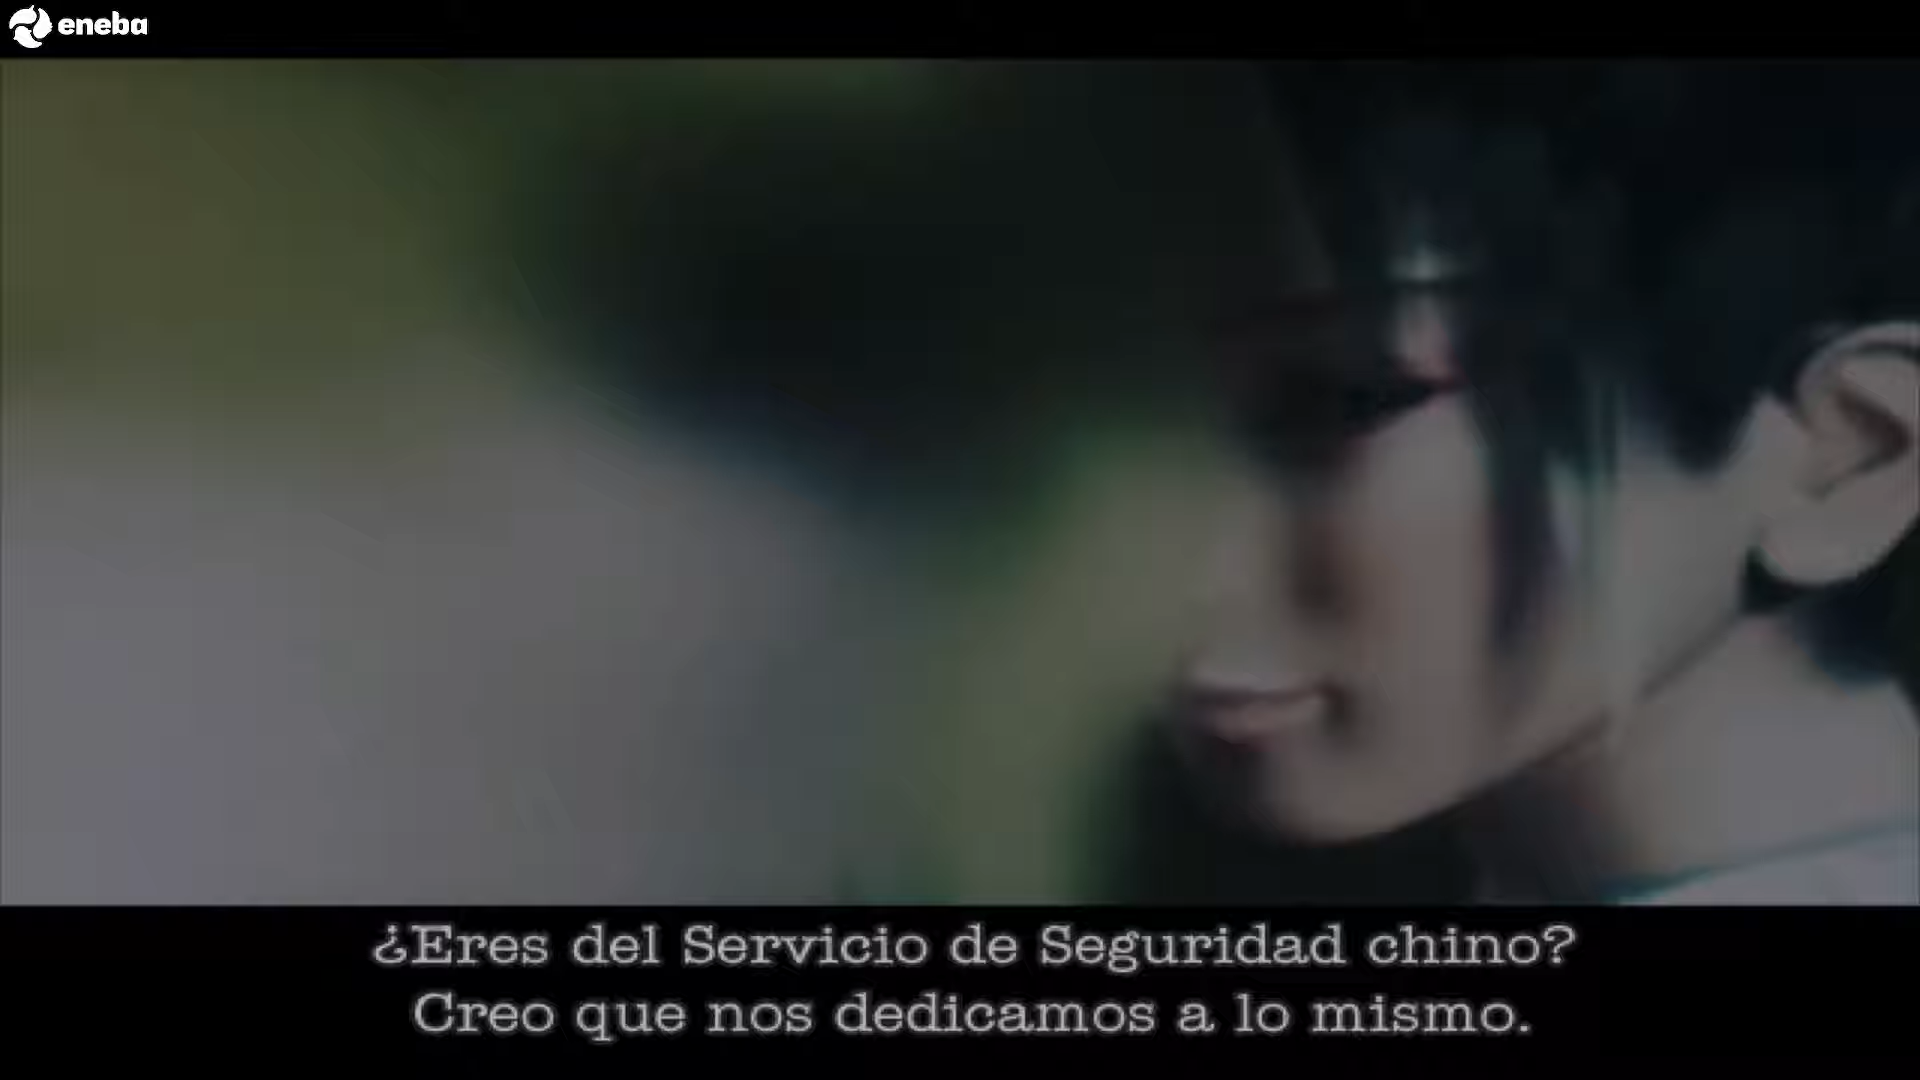 eneba
¿Eres del Servicio de Seguridad chino?
Creo que nos dedicamos a lo mismo.